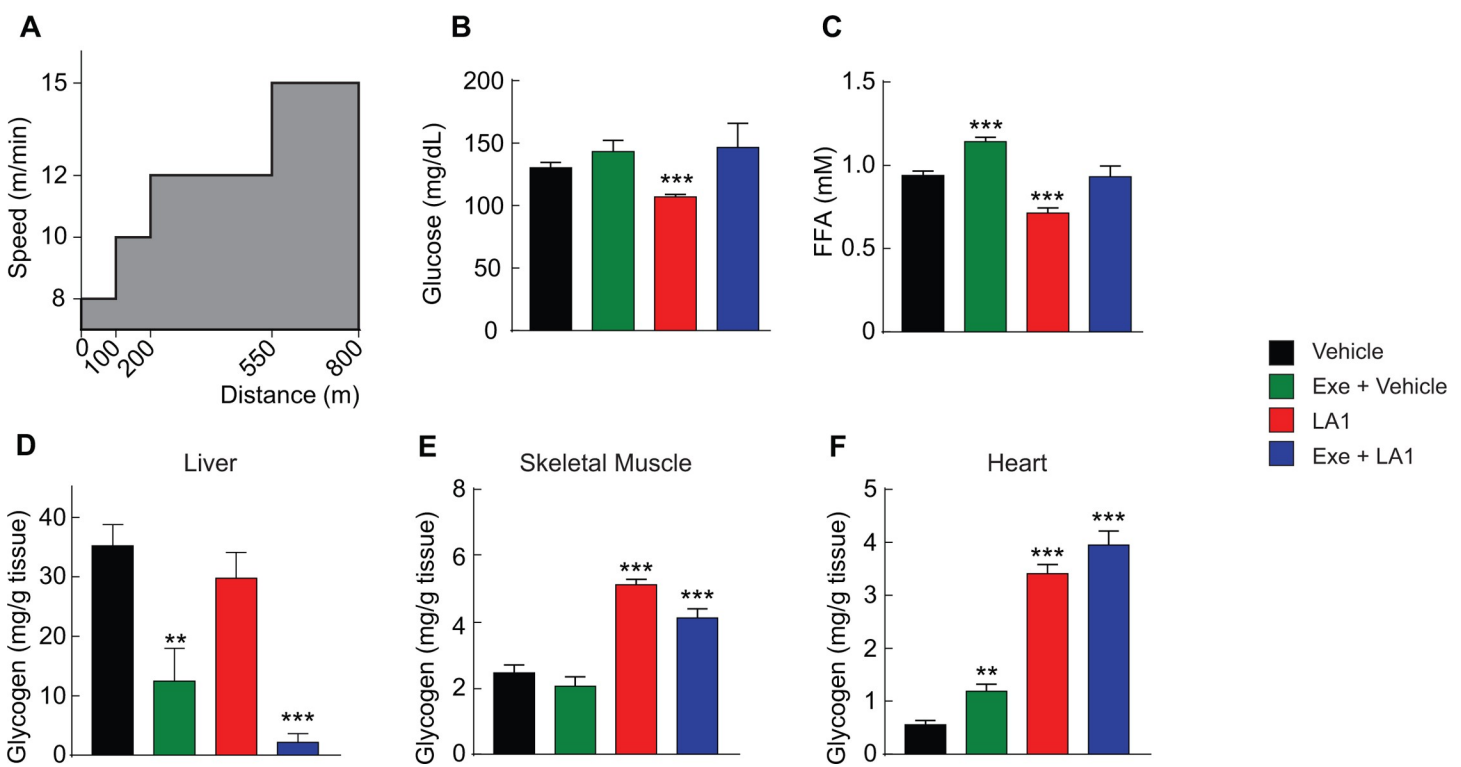 A
Speed (m/min)
15
12
10
8
0
100
200
550
800
Distance (m)
B
Glucose (mg/dL)
200
150
100
50
0
***
C
FFA (mM)
1.5
1.0
0.5
0
***
***
Vehicle
Exe + Vehicle
LA1
Exe + LA1
D
Liver
Glycogen (mg/g tissue)
40
30
20
10
0
**
***
E
Skeletal Muscle
Glycogen (mg/g tissue)
8
6
4
2
0
***
***
F
Heart
Glycogen (mg/g tissue)
5
4
3
2
1
0
**
***
***